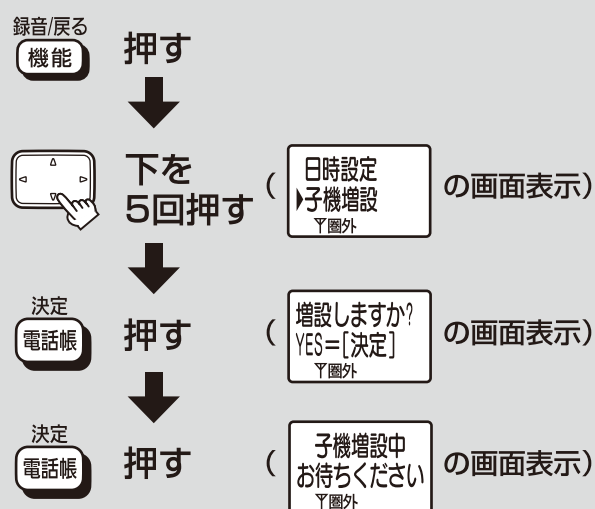 録音/戻る
機能 押す
下を
5回押す
( 日時設定
子機増設
圏外 の画面表示)
決定
電話帳 押す
( 増設しますか?
YES=[決定]
圏外 の画面表示)
決定
電話帳 押す
( 子機増設中
お待ちください
圏外 の画面表示)